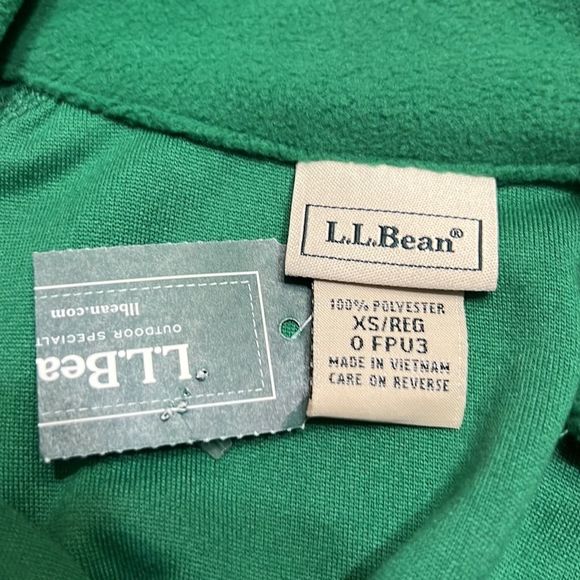 L.L.Bean®
100% POLYESTER
XS/REG
0 FPU3
MADE IN VIETNAM
CARE ON REVERSE
L.L.Bea
OUTDOOR SPECIALT
llbean.com